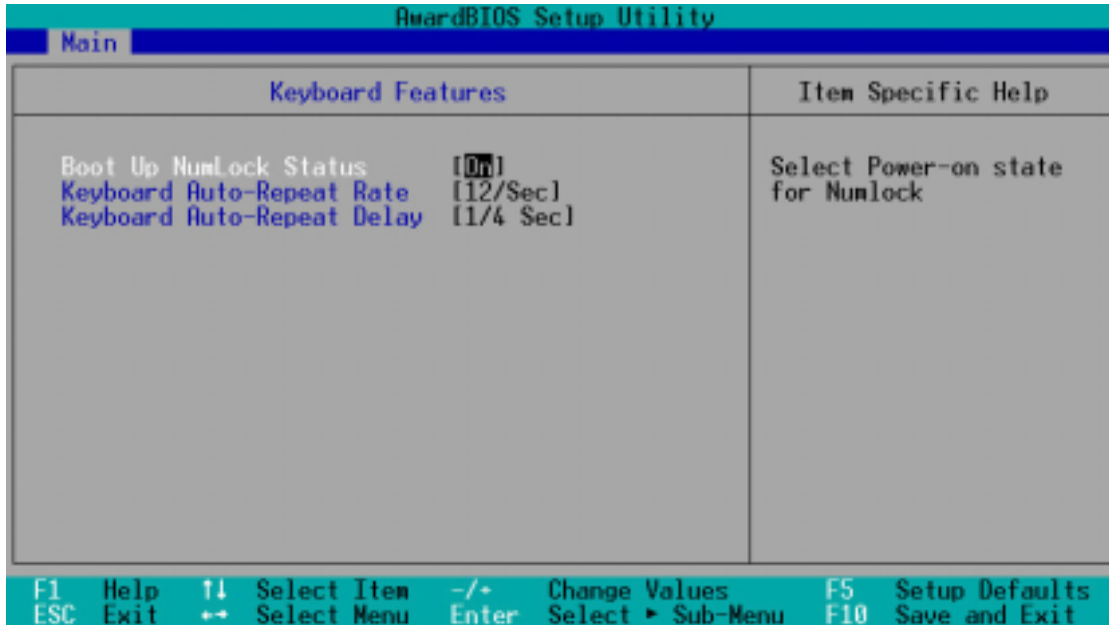 AwardBIOS Setup Utility
Main
Keyboard Features
Item Specific Help
Boot Up NumLock Status [On]
Keyboard Auto-Repeat Rate [12/Sec]
Keyboard Auto-Repeat Delay [1/4 Sec]
Select Power-on state
for Numlock
F1 Help ↑↓ Select Item -/+ Change Values F5 Setup Defaults
ESC Exit ←→ Select Menu Enter Select ► Sub-Menu F10 Save and Exit